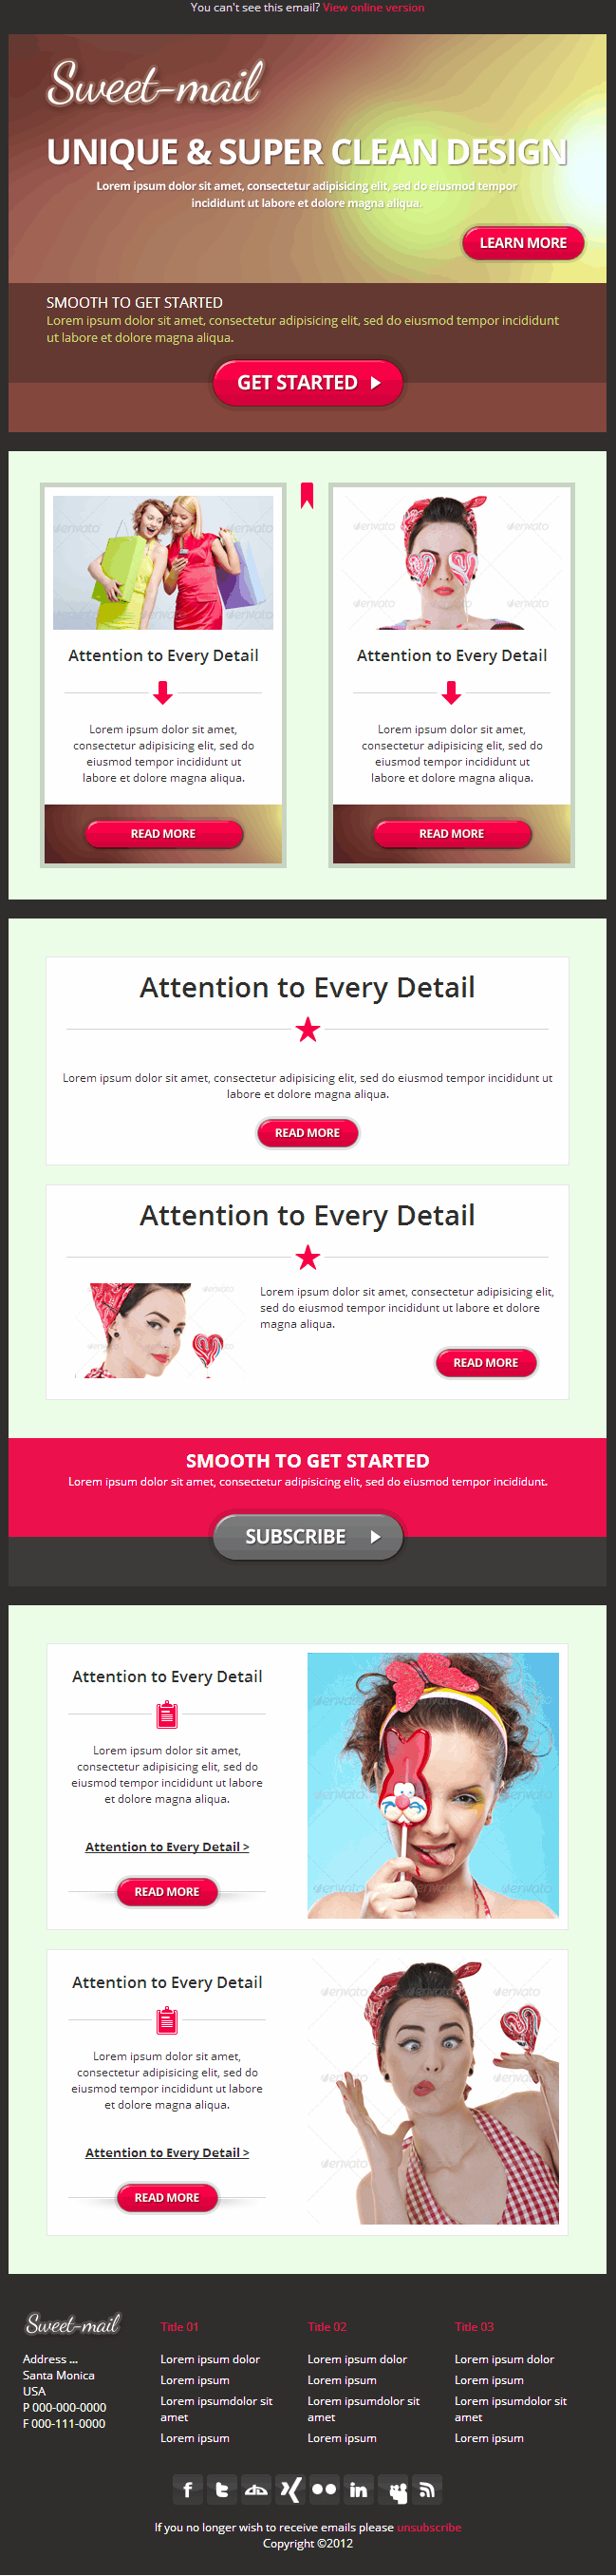 You can't see this email? View online version
Sweet-mail
UNIQUE & SUPER CLEAN DESIGN
Lorem ipsum dolor sit amet, consectetur adipisicing elit, sed do eiusmod tempor
incididunt ut labore et dolore magna aliqua.
LEARN MORE
SMOOTH TO GET STARTED
Lorem ipsum dolor sit amet, consectetur adipisicing elit, sed do eiusmod tempor incididunt
ut labore et dolore magna aliqua.
GET STARTED
envato
envato
Attention to Every Detail
Lorem ipsum dolor sit amet,
consectetur adipisicing elit, sed do
eiusmod tempor incididunt ut
labore et dolore magna aliqua.
READ MORE
envato
envato
envato
envato
Attention to Every Detail
Lorem ipsum dolor sit amet,
consectetur adipisicing elit, sed do
eiusmod tempor incididunt ut
labore et dolore magna aliqua.
READ MORE
Attention to Every Detail
Lorem ipsum dolor sit amet, consectetur adipisicing elit, sed do eiusmod tempor incididunt ut
labore et dolore magna aliqua.
READ MORE
Attention to Every Detail
envato
Lorem ipsum dolor sit amet, consectetur adipisicing elit,
sed do eiusmod tempor incididunt ut labore et dolore
magna aliqua.
READ MORE
SMOOTH TO GET STARTED
Lorem ipsum dolor sit amet, consectetur adipisicing elit, sed do eiusmod tempor incididunt.
SUBSCRIBE
Attention to Every Detail
Lorem ipsum dolor sit amet,
consectetur adipisicing elit, sed do
eiusmod tempor incididunt ut labore
et dolore magna aliqua.
Attention to Every Detail >
READ MORE
envato
envato
Attention to Every Detail
Lorem ipsum dolor sit amet,
consectetur adipisicing elit, sed do
eiusmod tempor incididunt ut labore
et dolore magna aliqua.
Attention to Every Detail >
READ MORE
envato
envato
envato
Sweet-mail
Address ...
Santa Monica
USA
P 000-000-0000
F 000-111-0000
Title 01
Lorem ipsum dolor
Lorem ipsum
Lorem ipsumdolor sit
amet
Lorem ipsum
Title 02
Lorem ipsum dolor
Lorem ipsum
Lorem ipsumdolor sit
amet
Lorem ipsum
Title 03
Lorem ipsum dolor
Lorem ipsum
Lorem ipsumdolor sit
amet
Lorem ipsum
If you no longer wish to receive emails please unsubscribe
Copyright ©2012